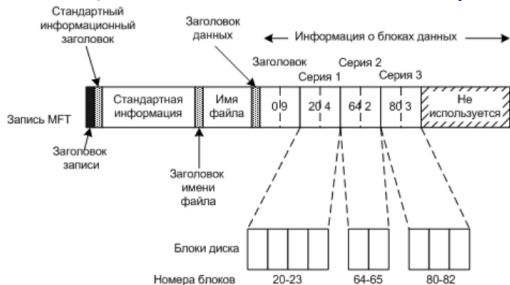 Стандартный
информационный
заголовок
Заголовок
данных
Информация о блоках данных
Заголовок
Серия 1
Серия 2
Серия 3
Запись MFT
Стандартная
информация
Имя
файла
0 9
20 4
64 2
80 3
Не
используется
Заголовок
записи
Заголовок
имени
файла
Блоки диска
Номера блоков
20-23
64-65
80-82